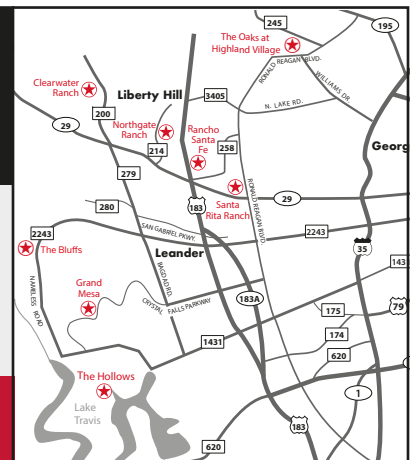 245
195
The Oaks at
Highland Village
RONALD REAGAN BLVD.
WILLIAMS DR
Clearwater
Ranch
Liberty Hill
3405
N. LAKE RD.
200
29
Northgate
Ranch
Rancho
Santa
Fe
214
258
Georg
279
183
Santa
Rita Ranch
29
RONALD REAGAN BLVD.
280
SAN GABRIEL PKWY.
2243
2243
The Bluffs
Leander
35
143
NAMELESS ROAD
BAGDAD RD.
Grand
Mesa
CRYSTAL FALLS PARKWAY
183A
175
79
174
1431
620
The Hollows
1
Lake
Travis
183
620